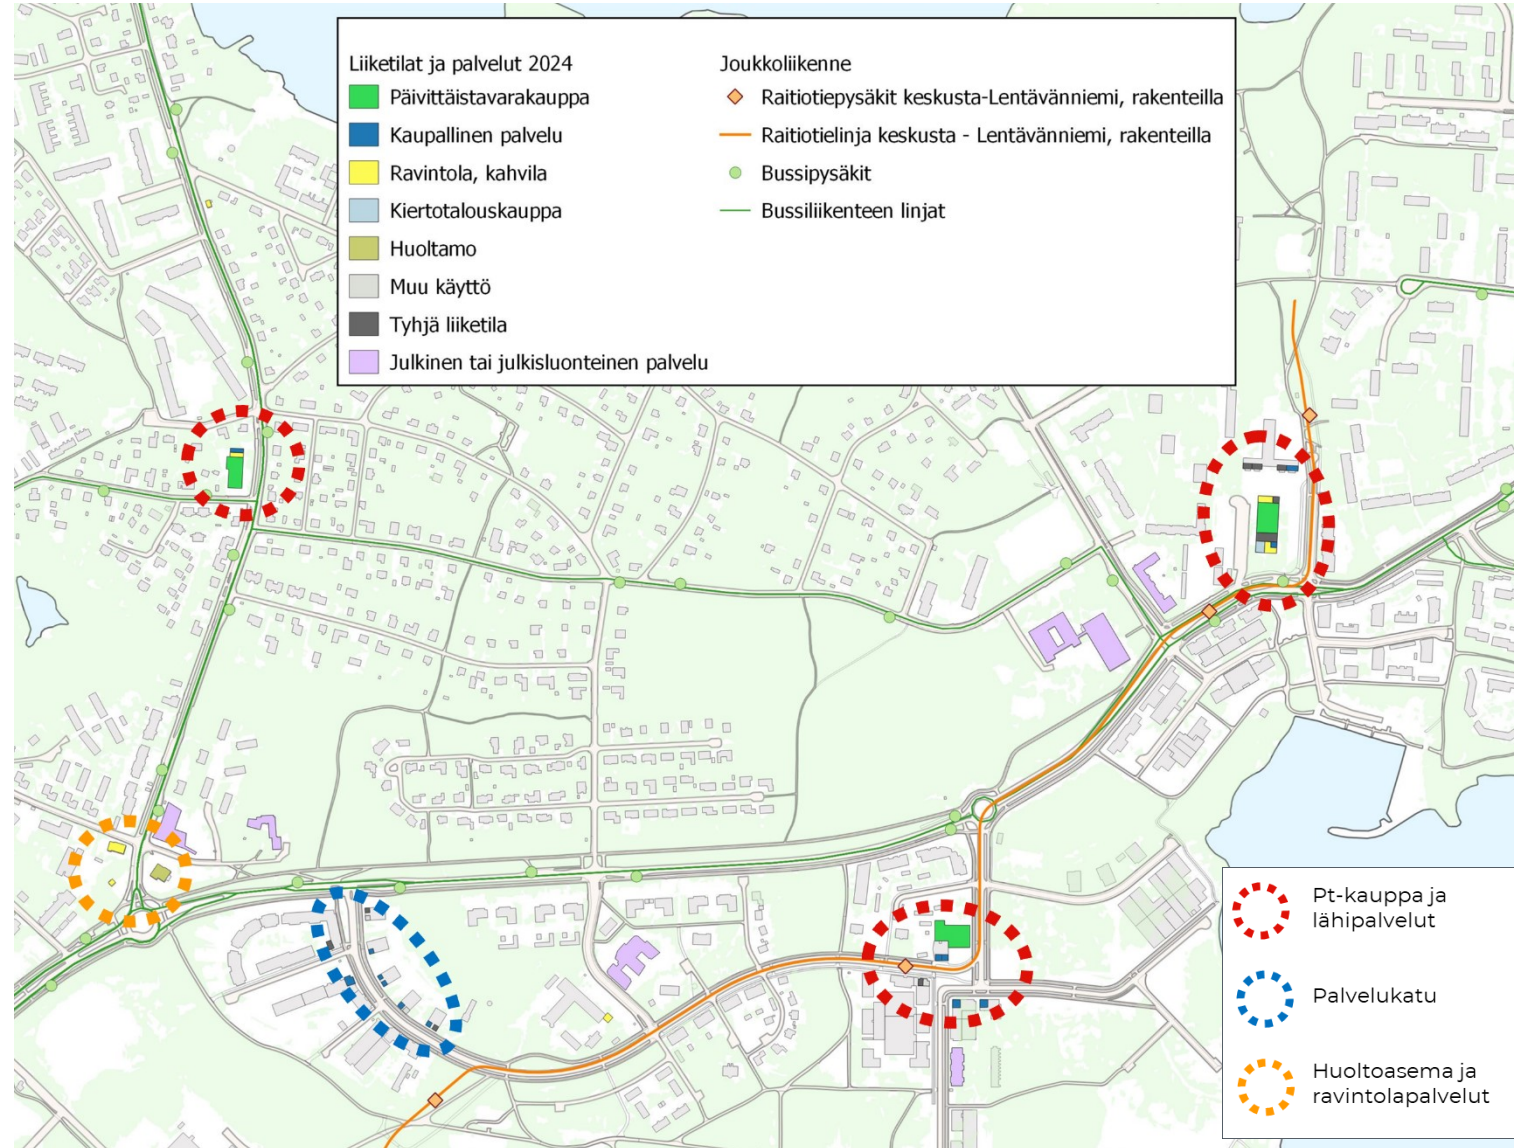 Liiketilat ja palvelut 2024
Päivittäistavarakauppa
Kaupallinen palvelu
Ravintola, kahvila
Kiertotalouskauppa
Huoltamo
Muu käyttö
Tyhjä liiketila
Julkinen tai julkisluonteinen palvelu
Joukkoliikenne
Raitiotiepysäkit keskusta-Lentävänniemi, rakenteilla
Raitiotielinja keskusta - Lentävänniemi, rakenteilla
Bussipysäkit
Bussiliikenteen linjat
Pt-kauppa ja
lähipalvelut
Palvelukatu
Huoltoasema ja
ravintolapalvelut